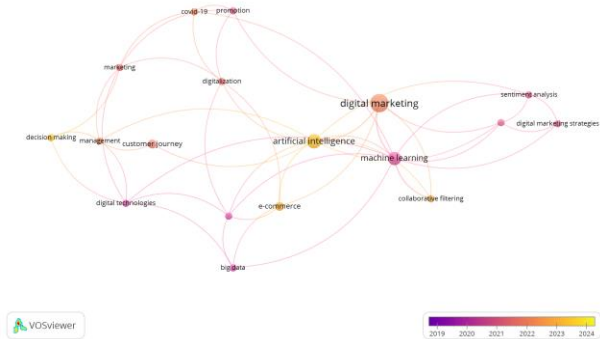 covid-19
promotion
marketing
digitalization
digital marketing
sentiment analysis
digital marketing strategies
decision making
management
customer journey
artificial intelligence
machine learning
digital technologies
e-commerce
collaborative filtering
big data
VOSviewer
2019 2020 2021 2022 2023 2024